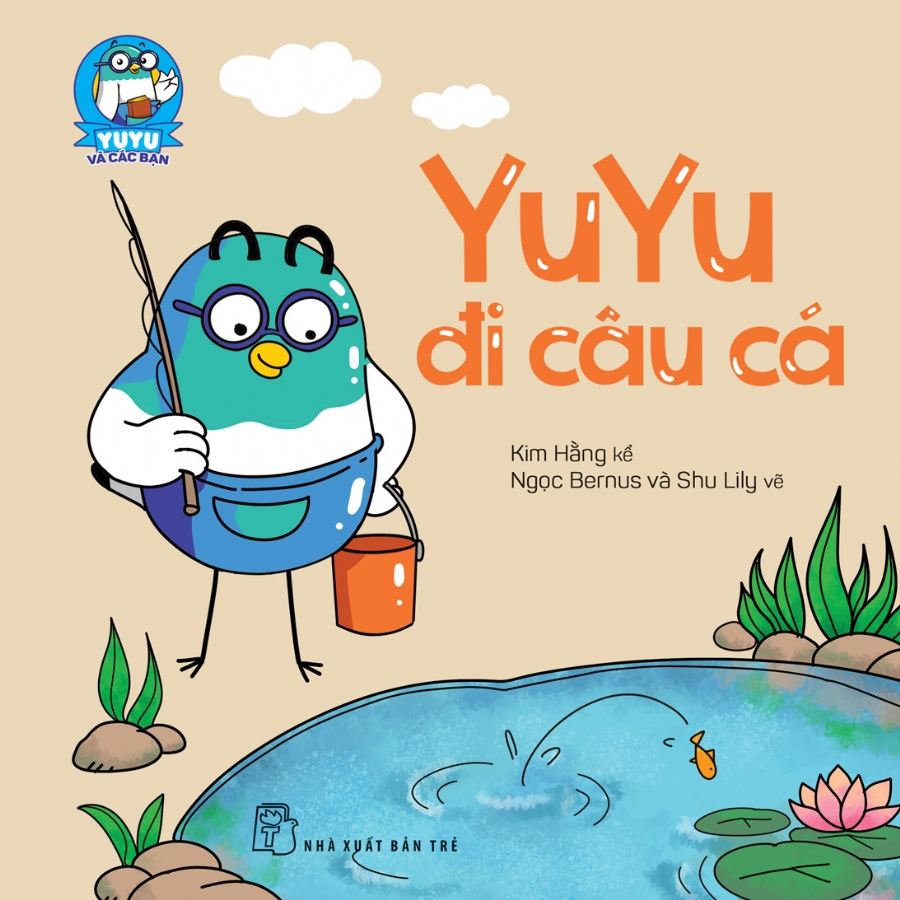 YUYU
VÀ CÁC BẠN
YuYu
đi câu cá
Kim Hằng kể
Ngọc Bernus và Shu Lily vẽ
T
NHÀ XUẤT BẢN TRẺ